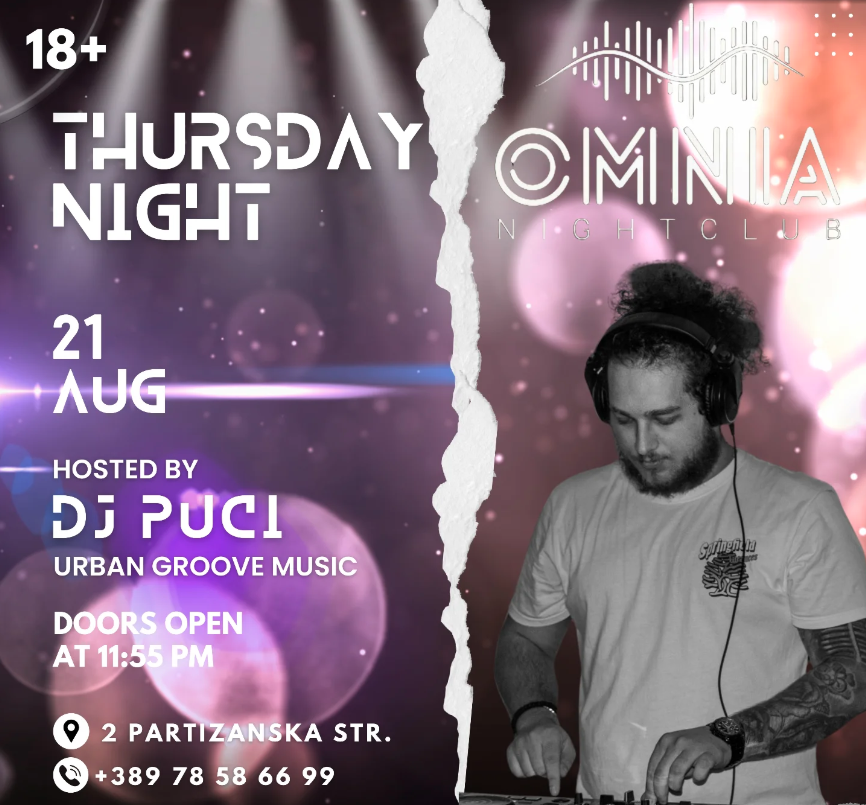 18+
THURSDAY
NIGHT
21
AUG
HOSTED BY
DJ PUCI
URBAN GROOVE MUSIC
DOORS OPEN
AT 11:55 PM
2 PARTIZANSKA STR.
+389 78 58 66 99
OMNIA
NIGHTCLUB
Springfield